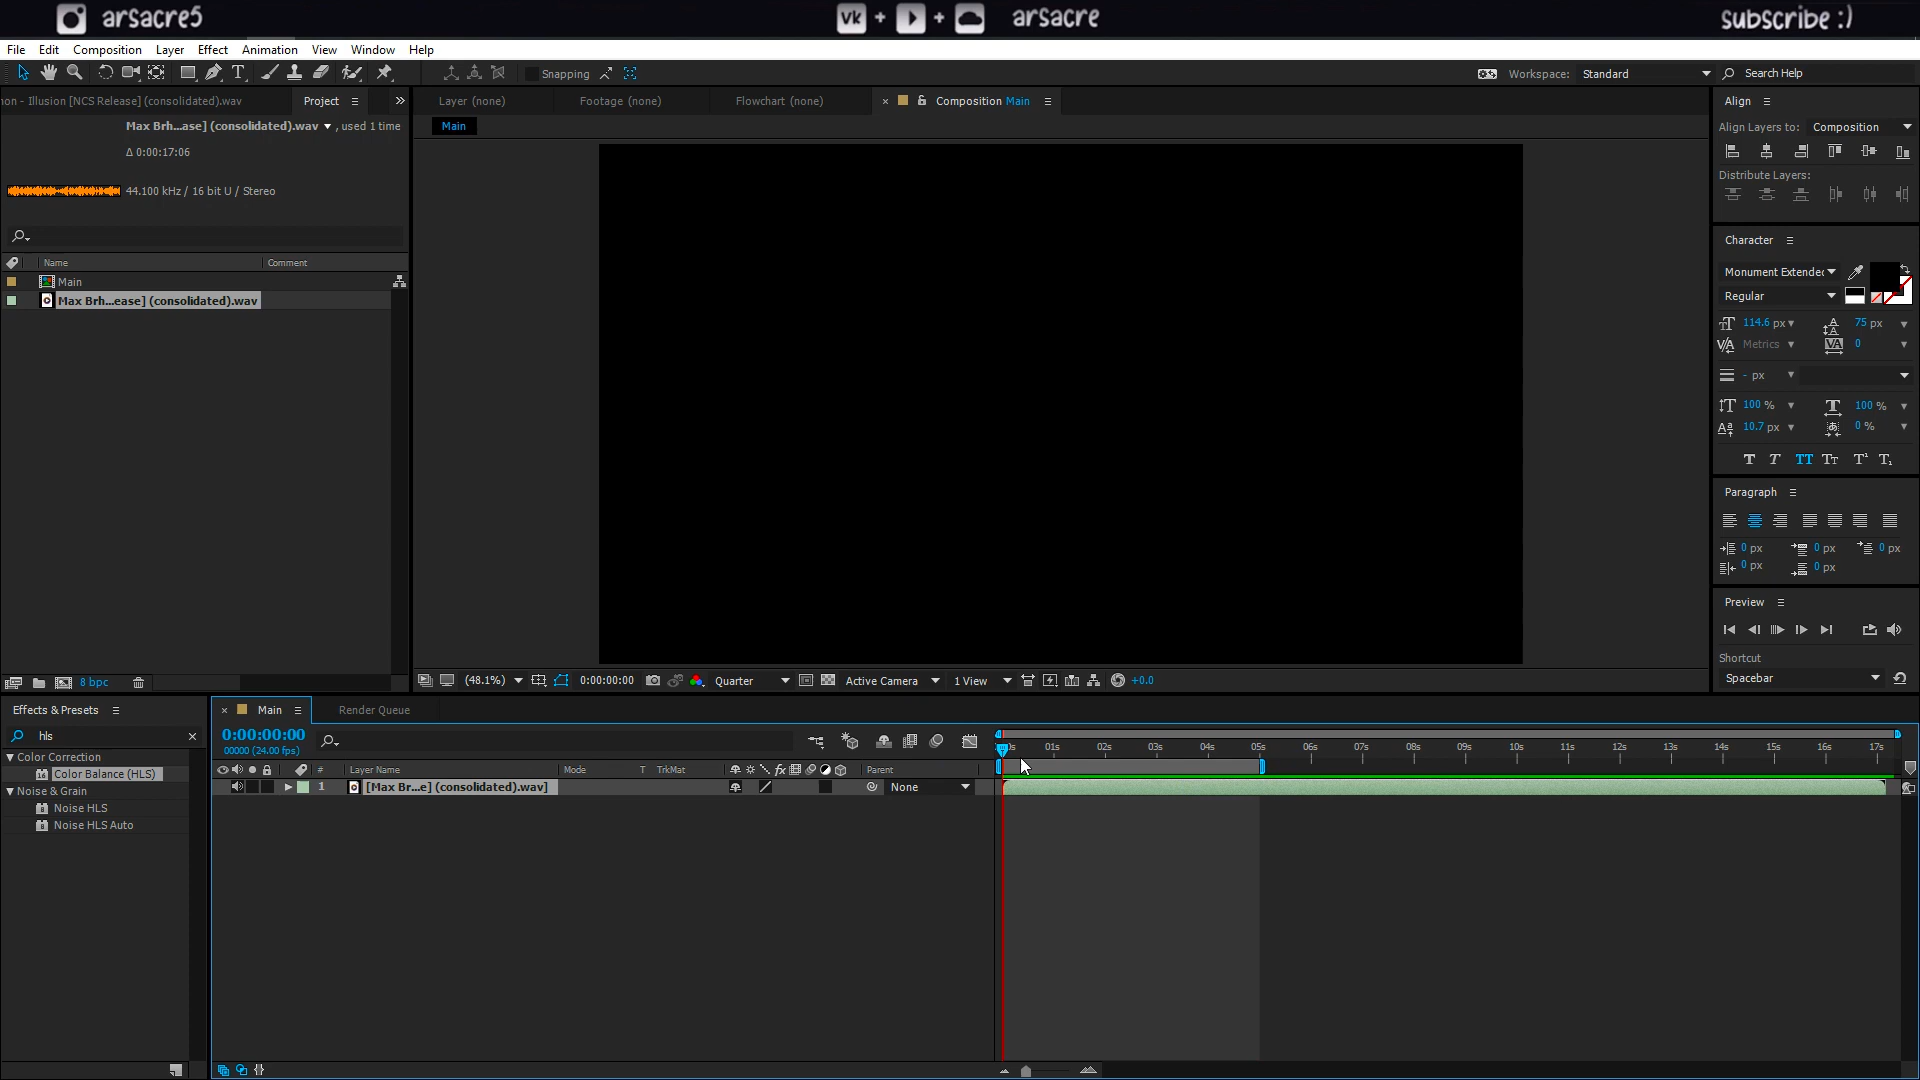 arsacre5
vk + + arsacre
subscribe :)
File Edit Composition Layer Effect Animation View Window Help
Snapping
Workspace: Standard
Search Help
non - Illusion [NCS Release] (consolidated).wav
Project
Layer (none)
Footage (none)
Flowchart (none)
Composition Main
Main
Max Brh...ase] (consolidated).wav , used 1 time
Δ 0:00:17:06
44.100 kHz / 16 bit U / Stereo
Name Comment
Main
Max Brh...ease] (consolidated).wav
8 bpc
(48.1%)
0:00:00:00
Quarter
Active Camera
1 View
+0.0
Align
Align Layers to: Composition
Distribute Layers:
Character
Monument Extended
Regular
114.6 px
75 px
Metrics
0
- px
100 %
100 %
10.7 px
0 %
T T TT Tт T¹ T₁
Paragraph
0 px 0 px 0 px
0 px 0 px
Preview
Shortcut
Spacebar
Effects & Presets
hls
Color Correction
Color Balance (HLS)
Noise & Grain
Noise HLS
Noise HLS Auto
Main
Render Queue
0:00:00:00
00000 (24.00 fps)
# Layer Name Mode T TrkMat Parent
1 [Max Br...e] (consolidated).wav] None
0s 01s 02s 03s 04s 05s 06s 07s 08s 09s 10s 11s 12s 13s 14s 15s 16s 17s